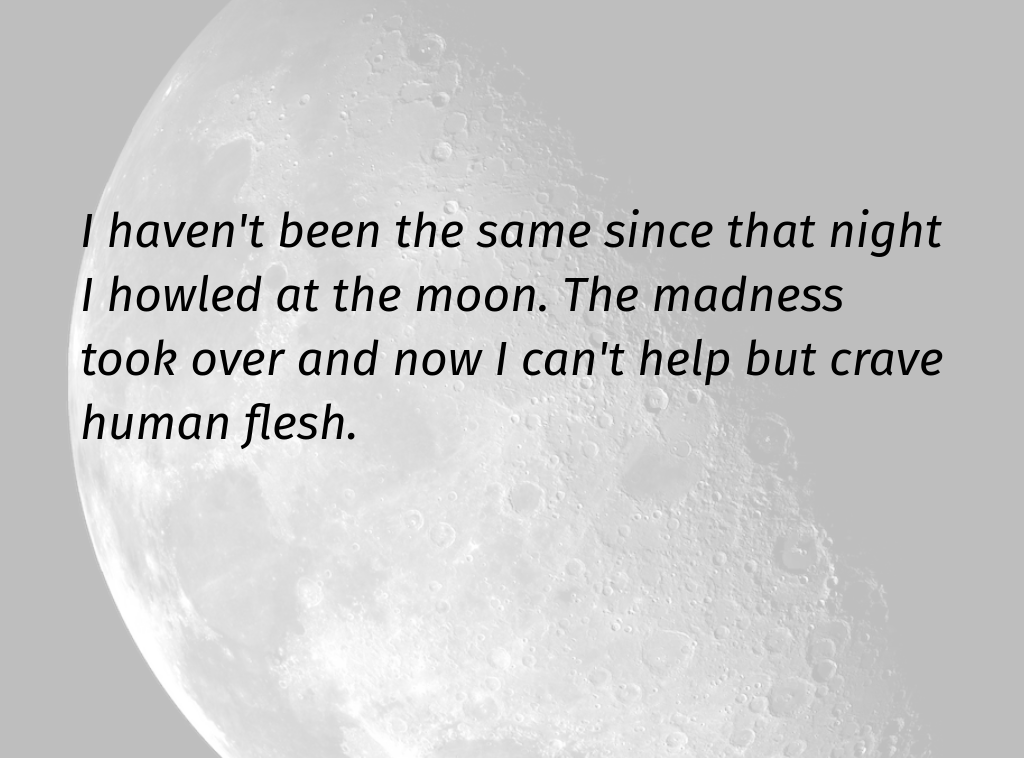 I haven't been the same since that night
I howled at the moon. The madness
took over and now I can't help but crave
human flesh.